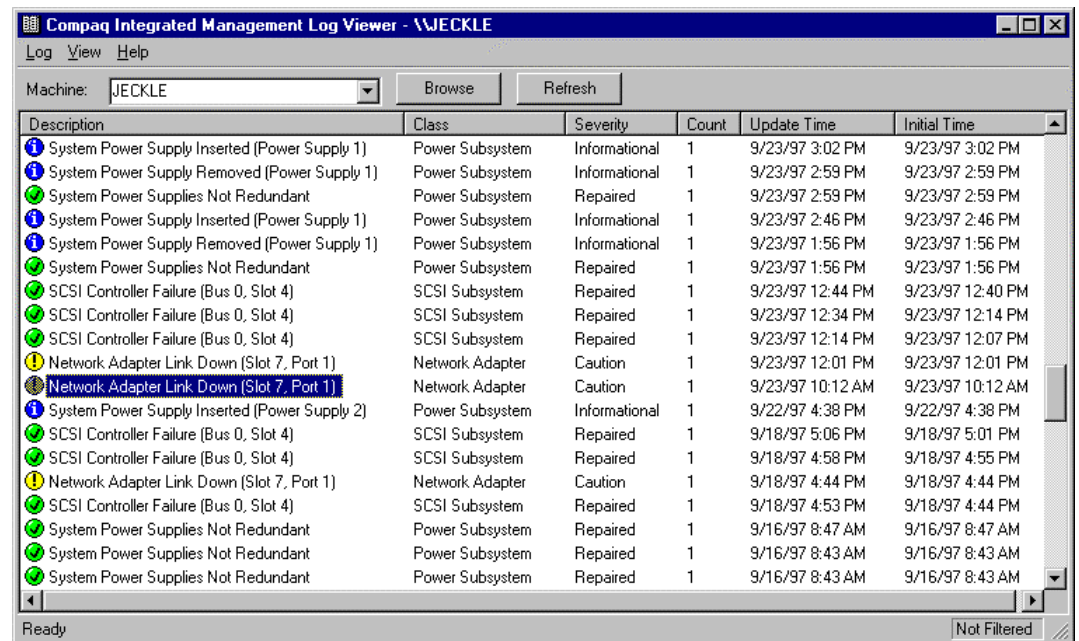 Compaq Integrated Management Log Viewer - \\JECKLE
Log View Help
Machine: JECKLE Browse Refresh
Description Class Severity Count Update Time Initial Time
System Power Supply Inserted (Power Supply 1) Power Subsystem Informational 1 9/23/97 3:02 PM 9/23/97 3:02 PM
System Power Supply Removed (Power Supply 1) Power Subsystem Informational 1 9/23/97 2:59 PM 9/23/97 2:59 PM
System Power Supplies Not Redundant Power Subsystem Repaired 1 9/23/97 2:59 PM 9/23/97 2:59 PM
System Power Supply Inserted (Power Supply 1) Power Subsystem Informational 1 9/23/97 2:46 PM 9/23/97 2:46 PM
System Power Supply Removed (Power Supply 1) Power Subsystem Informational 1 9/23/97 1:56 PM 9/23/97 1:56 PM
System Power Supplies Not Redundant Power Subsystem Repaired 1 9/23/97 1:56 PM 9/23/97 1:56 PM
SCSI Controller Failure (Bus 0, Slot 4) SCSI Subsystem Repaired 1 9/23/97 12:44 PM 9/23/97 12:40 PM
SCSI Controller Failure (Bus 0, Slot 4) SCSI Subsystem Repaired 1 9/23/97 12:34 PM 9/23/97 12:14 PM
SCSI Controller Failure (Bus 0, Slot 4) SCSI Subsystem Repaired 1 9/23/97 12:14 PM 9/23/97 12:07 PM
Network Adapter Link Down (Slot 7, Port 1) Network Adapter Caution 1 9/23/97 12:01 PM 9/23/97 12:01 PM
Network Adapter Link Down (Slot 7, Port 1) Network Adapter Caution 1 9/23/97 10:12 AM 9/23/97 10:12 AM
System Power Supply Inserted (Power Supply 2) Power Subsystem Informational 1 9/22/97 4:38 PM 9/22/97 4:38 PM
SCSI Controller Failure (Bus 0, Slot 4) SCSI Subsystem Repaired 1 9/18/97 5:06 PM 9/18/97 5:01 PM
SCSI Controller Failure (Bus 0, Slot 4) SCSI Subsystem Repaired 1 9/18/97 4:58 PM 9/18/97 4:55 PM
Network Adapter Link Down (Slot 7, Port 1) Network Adapter Caution 1 9/18/97 4:44 PM 9/18/97 4:44 PM
SCSI Controller Failure (Bus 0, Slot 4) SCSI Subsystem Repaired 1 9/18/97 4:53 PM 9/18/97 4:44 PM
System Power Supplies Not Redundant Power Subsystem Repaired 1 9/16/97 8:47 AM 9/16/97 8:47 AM
System Power Supplies Not Redundant Power Subsystem Repaired 1 9/16/97 8:43 AM 9/16/97 8:43 AM
System Power Supplies Not Redundant Power Subsystem Repaired 1 9/16/97 8:43 AM 9/16/97 8:43 AM
Ready Not Filtered